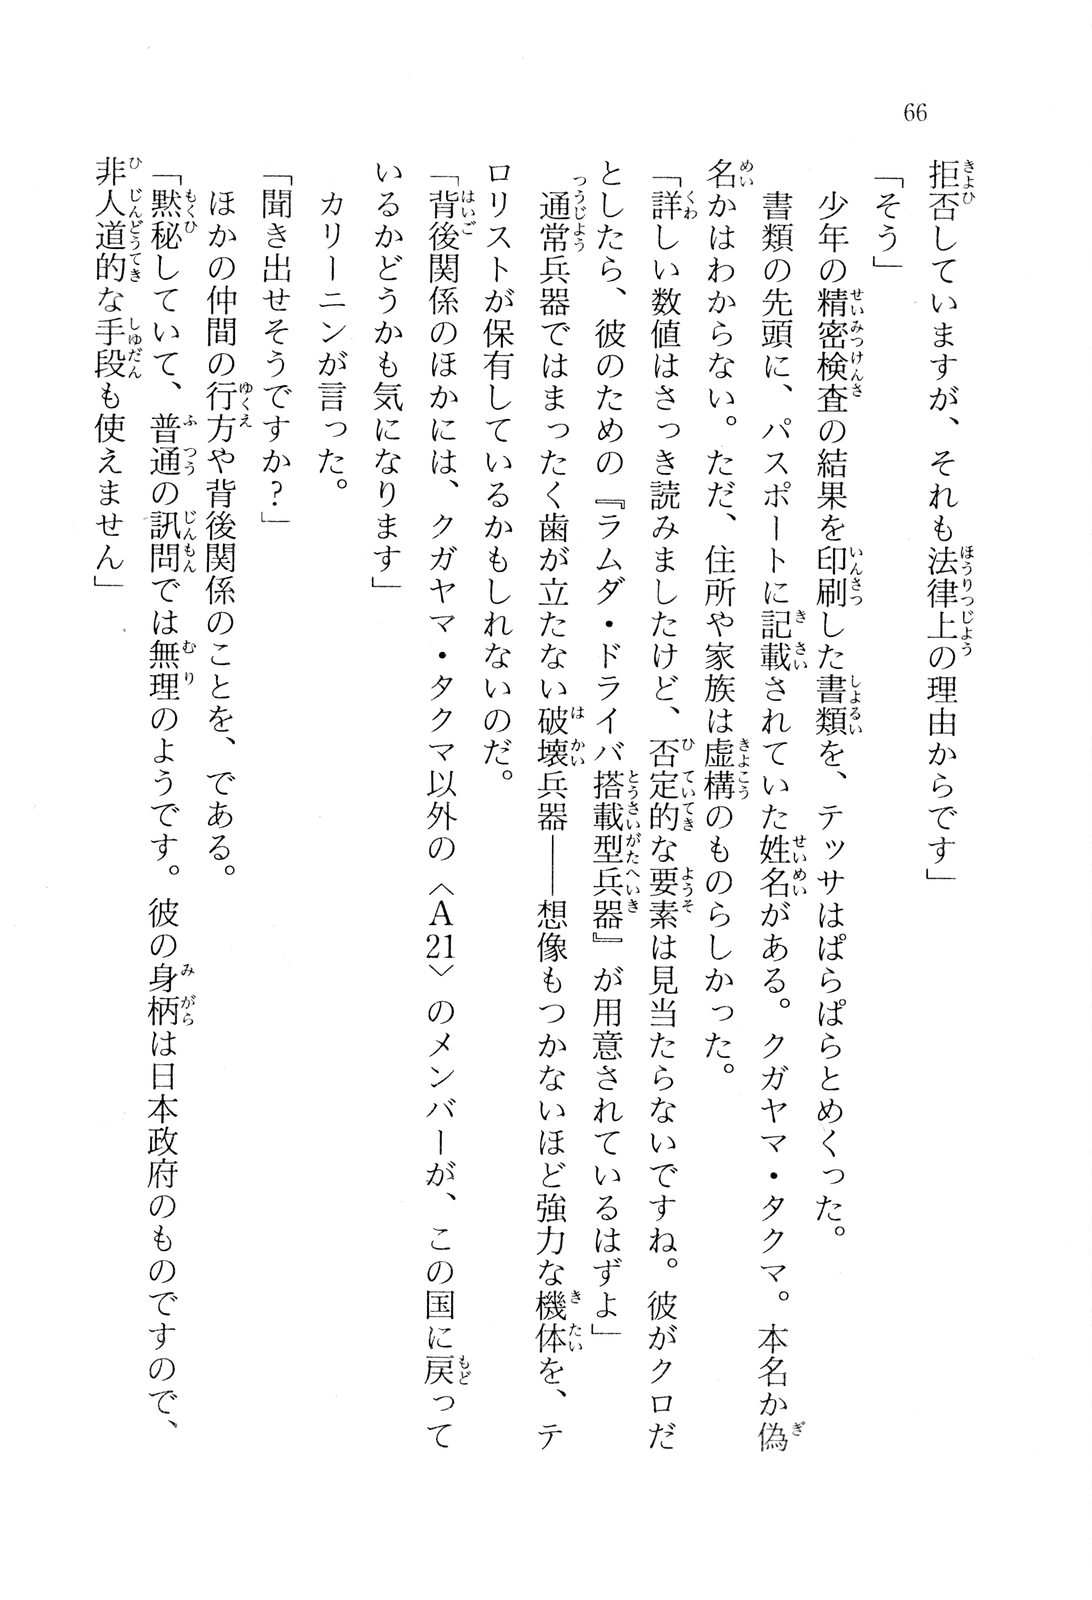 66
拒否していますが、それも法律上の理由からです」
「そう」
少年の精密検査の結果を印刷した書類を、テッサはぱらぱらとめくった。
書類の先頭に、パスポートに記載されていた姓名がある。クガヤマ・タクマ。本名か偽
名かはわからない。ただ、住所や家族は虚構のものらしかった。
「詳しい数値はさっき読みましたけど、否定的な要素は見当たらないですね。彼がクロだ
としたら、彼のための『ラムダ・ドライバ搭載型兵器』が用意されているはずよ」
通常兵器ではまったく歯が立たない破壊兵器――想像もつかないほど強力な機体を、テ
ロリストが保有しているかもしれないのだ。
「背後関係のほかには、クガヤマ・タクマ以外の〈A21〉のメンバーが、この国に戻って
いるかどうかも気になります」
カリーニンが言った。
「聞き出せそうですか?」
ほかの仲間の行方や背後関係のことを、である。
「黙秘していて、普通の訊問では無理のようです。彼の身柄は日本政府のものですので、
非人道的な手段も使えません」